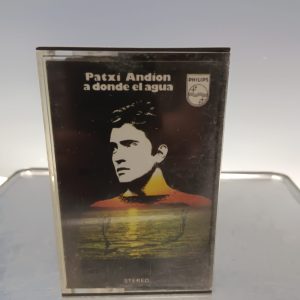 Patxi Andion
a donde el agua
PHILIPS
STEREO